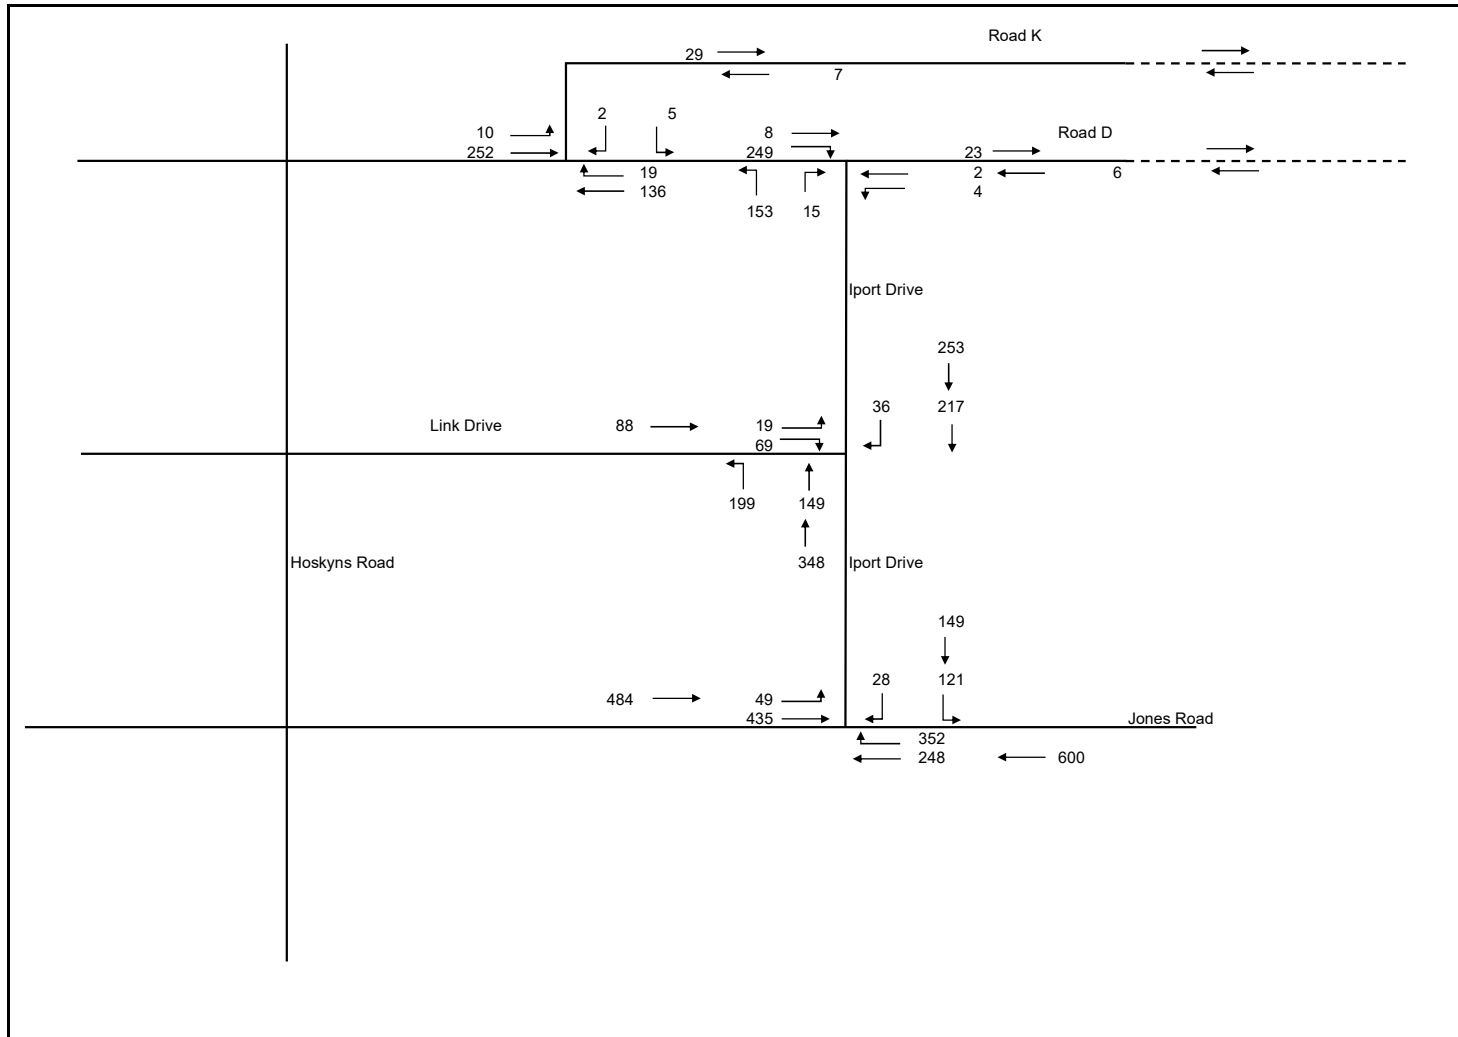 Road K
29
7
2 5
10 8 Road D
252 249 23
19 2 6
136 4
153 15
Iport Drive
253
36 217
Link Drive 88 19
69
199 149
Hoskyns Road 348 Iport Drive
149
28 121
484 49
435 Jones Road
352
248 600